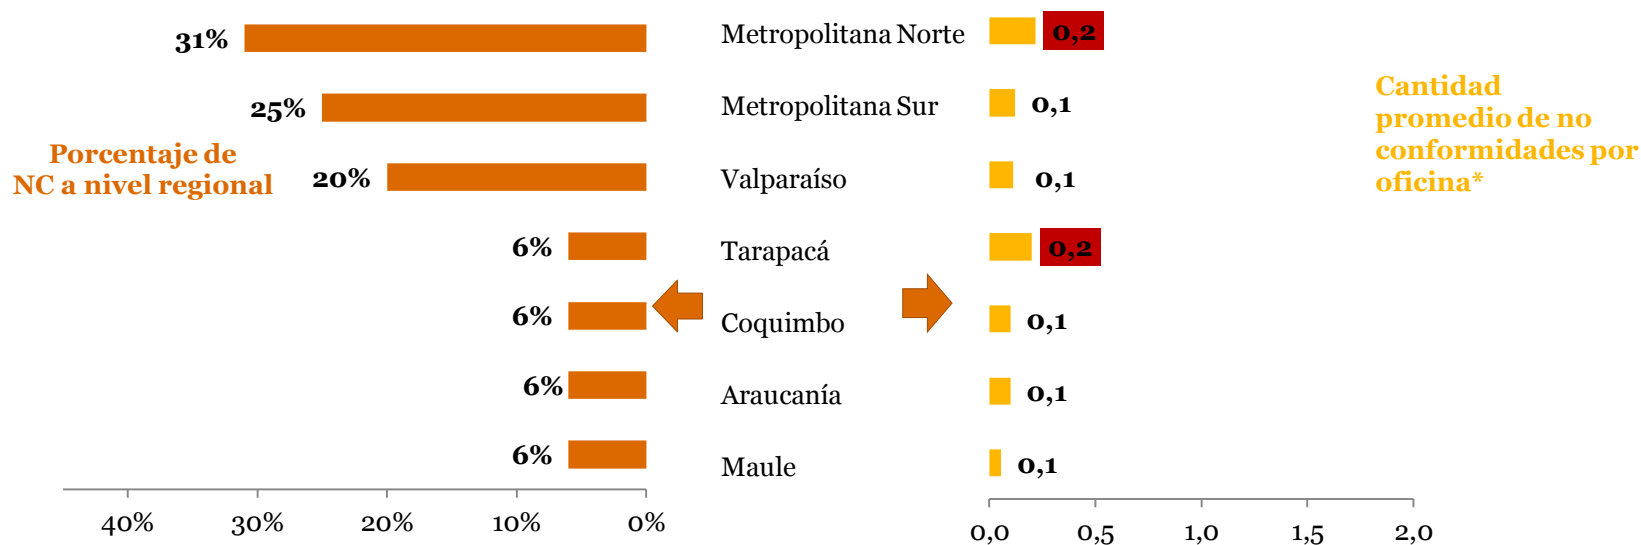 31%
Metropolitana Norte
0,2
25%
Metropolitana Sur
0,1
Cantidad
promedio de no
conformidades por
oficina*
Porcentaje de
NC a nivel regional
20%
Valparaíso
0,1
6%
Tarapacá
0,2
6%
Coquimbo
0,1
6%
Araucanía
0,1
6%
Maule
0,1
40% 30% 20% 10% 0%
0,0 0,5 1,0 1,5 2,0